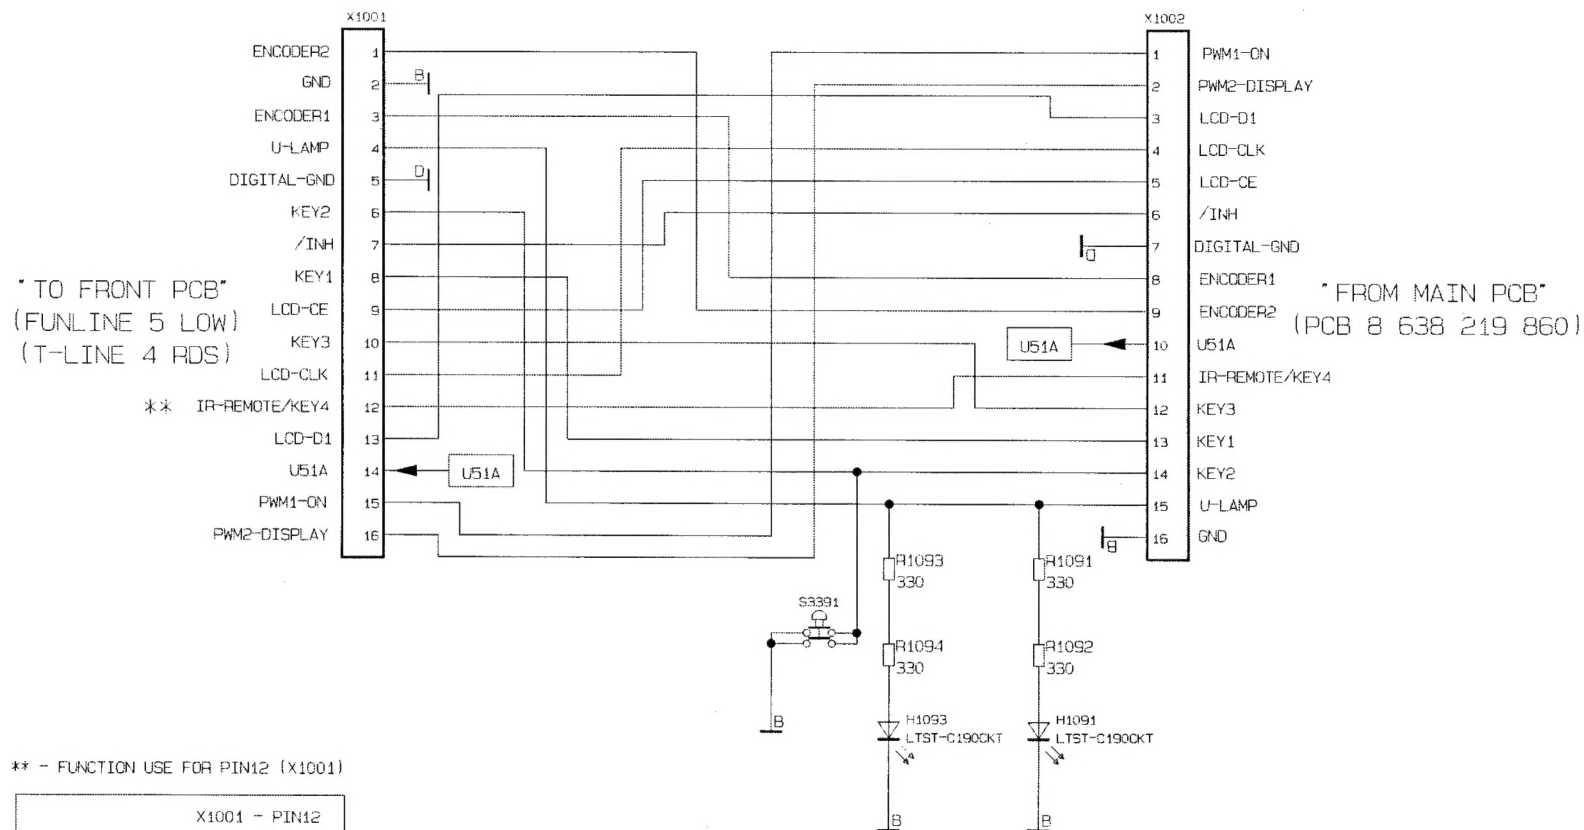 X1001
X1002
ENCODER2
GND
ENCODER1
U-LAMP
DIGITAL-GND
KEY2
/INH
KEY1
LCD-CE
KEY3
LCD-CLK
** IR-REMOTE/KEY4
LCD-D1
U51A
PWM1-ON
PWM2-DISPLAY
1
2
3
4
5
6
7
8
9
10
11
12
13
14
15
16
B
D
U51A
"TO FRONT PCB"
(FUNLINE 5 LOW)
(T-LINE 4 RDS)
1
2
3
4
5
6
7
8
9
10
11
12
13
14
15
16
PWM1-ON
PWM2-DISPLAY
LCD-D1
LCD-CLK
LCD-CE
/INH
DIGITAL-GND
ENCODER1
ENCODER2
U51A
IR-REMOTE/KEY4
KEY3
KEY1
KEY2
U-LAMP
GND
D
U51A
B
"FROM MAIN PCB"
(PCB 8 638 219 860)
R1093
330
R1091
330
S3391
R1094
330
R1092
330
B
H1093
LTST-C190CKT
H1091
LTST-C190CKT
B
B
** - FUNCTION USE FOR PIN12 (X1001)
X1001 - PIN12